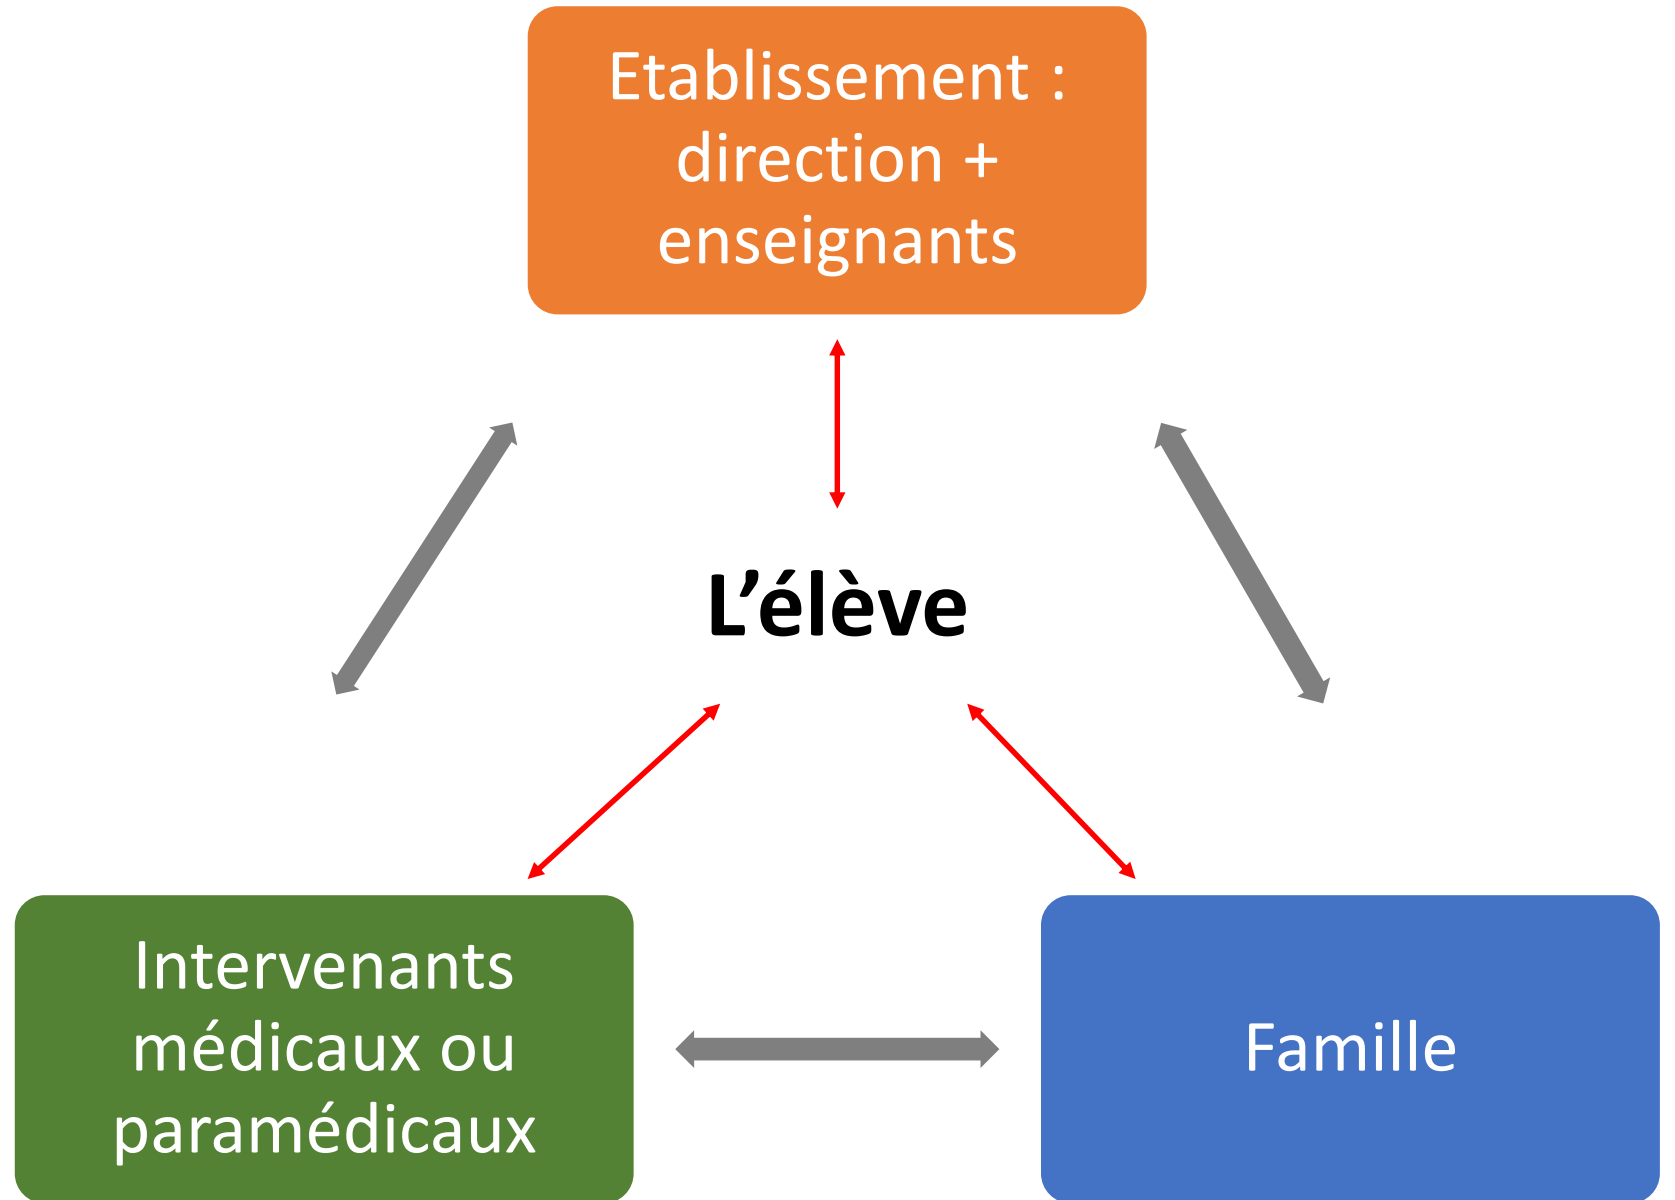 Etablissement :
direction +
enseignants
L’élève
Intervenants
médicaux ou
paramédicaux
Famille